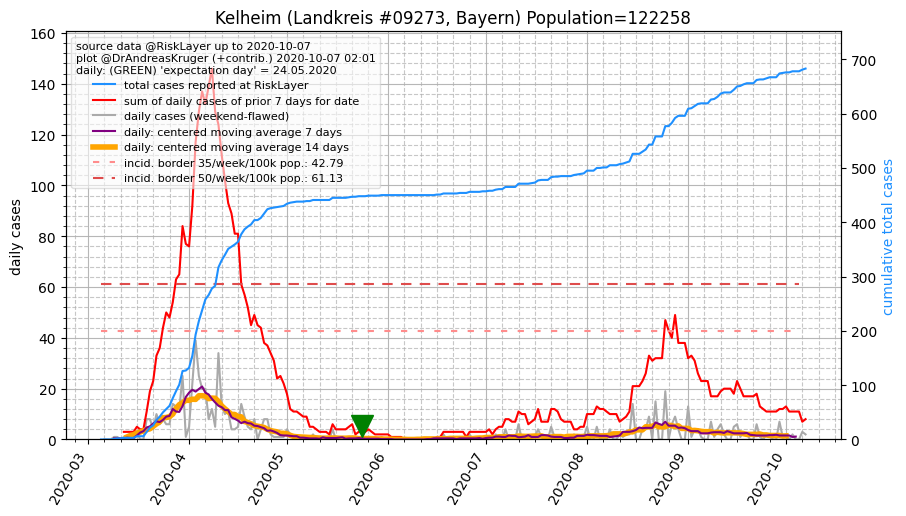 Kelheim (Landkreis #09273, Bayern) Population=122258
source data @RiskLayer up to 2020-10-07
plot @DrAndreasKruger (+contrib.) 2020-10-07 02:01
daily: (GREEN) 'expectation day' = 24.05.2020
total cases reported at RiskLayer
sum of daily cases of prior 7 days for date
daily cases (weekend-flawed)
daily: centered moving average 7 days
daily: centered moving average 14 days
incid. border 35/week/100k pop.: 42.79
incid. border 50/week/100k pop.: 61.13
daily cases
160
140
120
100
80
60
40
20
0
cumulative total cases
700
600
500
400
300
200
100
0
2020-03
2020-04
2020-05
2020-06
2020-07
2020-08
2020-09
2020-10